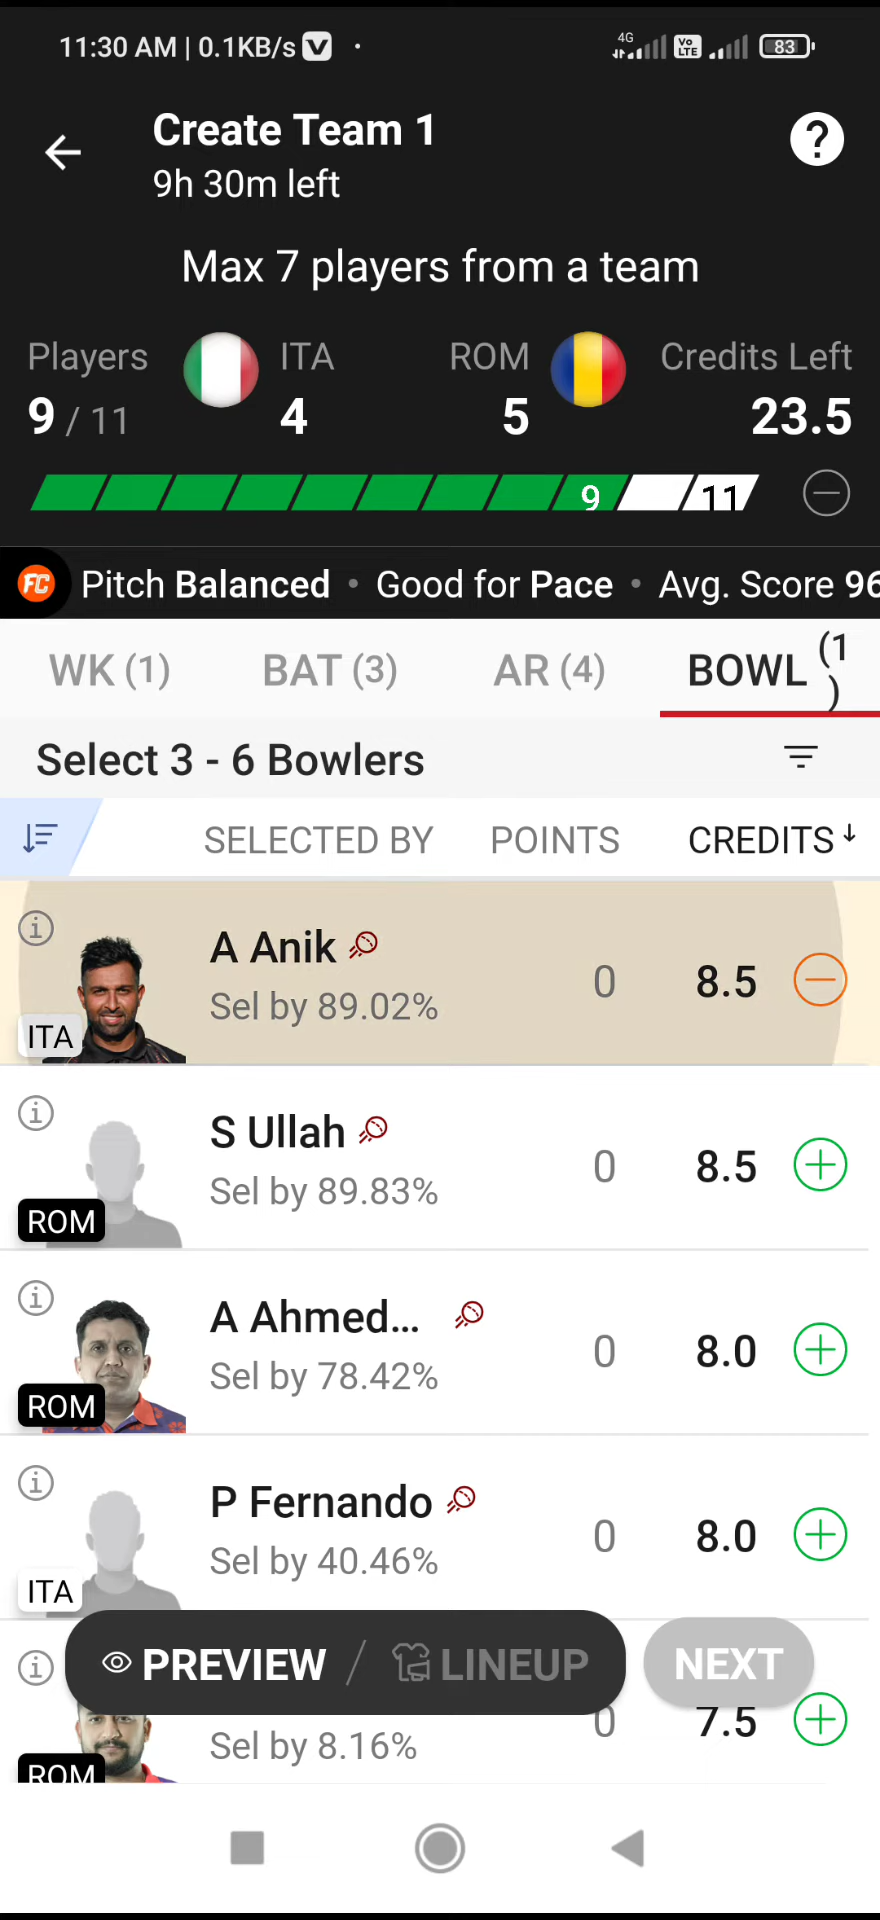 11:30 AM | 0.1KB/s V ·
4G Vo LTE 83
Create Team 1
?
9h 30m left
Max 7 players from a team
Players ITA ROM Credits Left
9 / 11 4 5 23.5
9 11
FC Pitch Balanced • Good for Pace • Avg. Score 96
WK (1) BAT (3) AR (4) BOWL (1)
Select 3 - 6 Bowlers
SELECTED BY POINTS CREDITS ↓
i A Anik
Sel by 89.02% 0 8.5
ITA
i S Ullah
Sel by 89.83% 0 8.5
ROM
i A Ahmed...
Sel by 78.42% 0 8.0
ROM
i P Fernando
Sel by 40.46% 0 8.0
ITA
i PREVIEW / LINEUP NEXT
0 7.5
Sel by 8.16%
ROM